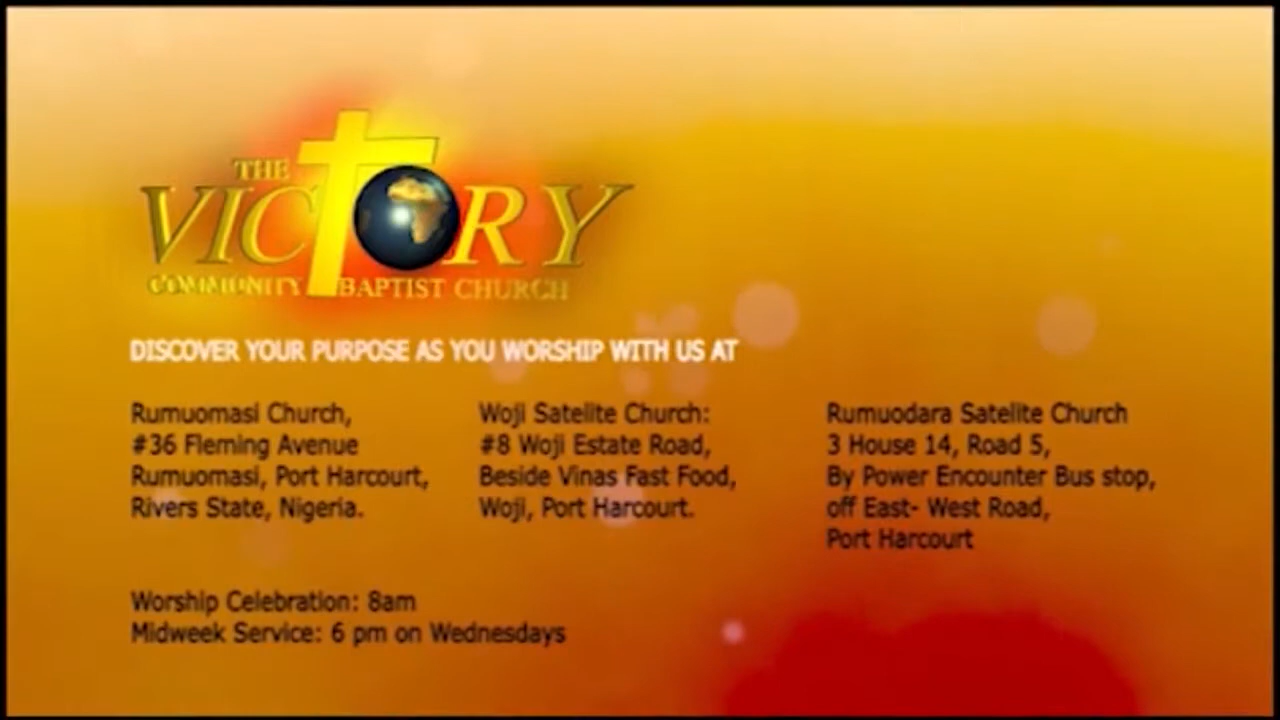 THE
VICTORY
COMMUNITY BAPTIST CHURCH
DISCOVER YOUR PURPOSE AS YOU WORSHIP WITH US AT
Rumuomasi Church,
#36 Fleming Avenue
Rumuomasi, Port Harcourt,
Rivers State, Nigeria.
Woji Satelite Church:
#8 Woji Estate Road,
Beside Vinas Fast Food,
Woji, Port Harcourt.
Rumuodara Satelite Church
3 House 14, Road 5,
By Power Encounter Bus stop,
off East- West Road,
Port Harcourt
Worship Celebration: 8am
Midweek Service: 6 pm on Wednesdays